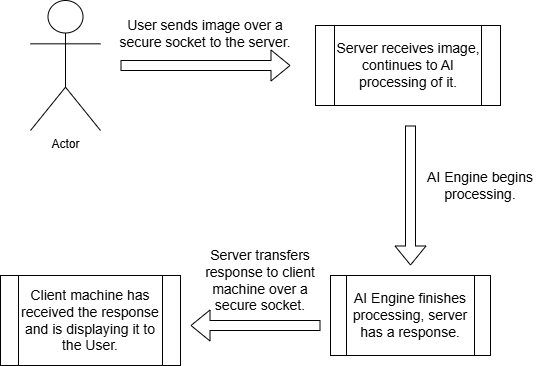 User sends image over a
secure socket to the server.
Server receives image,
continues to AI
processing of it.
Actor
AI Engine begins
processing.
Server transfers
response to client
machine over a
secure socket.
AI Engine finishes
processing, server
has a response.
Client machine has
received the response
and is displaying it to
the User.